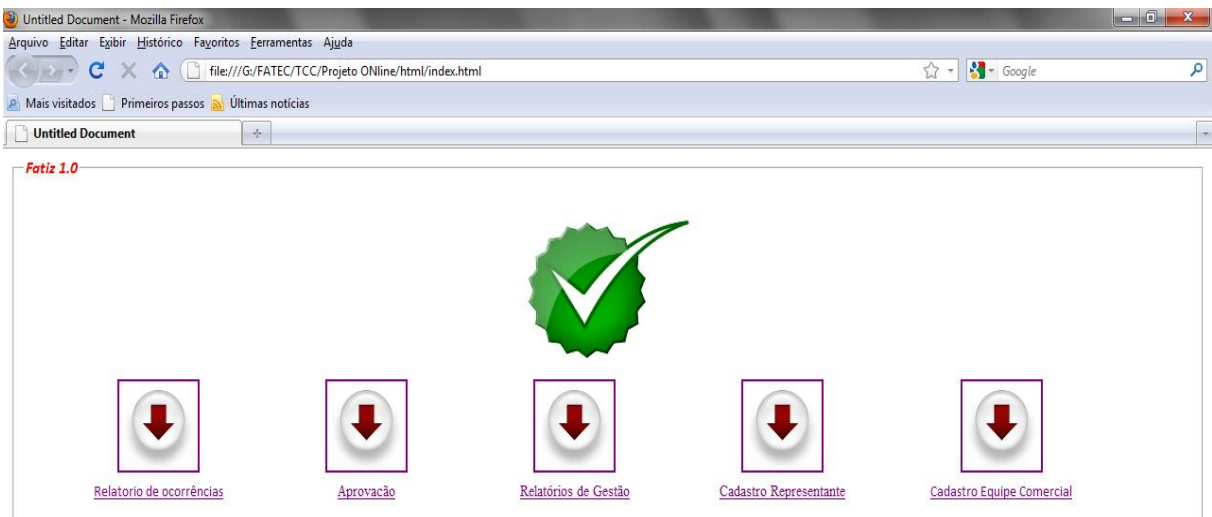 Untitled Document - Mozilla Firefox
Arquivo Editar Exibir Histórico Favoritos Ferramentas Ajuda
file:///G:/FATEC/TCC/Projeto ONline/html/index.html Google
Mais visitados Primeiros passos Últimas notícias
Untitled Document
Fatiz 1.0
Relatorio de ocorrências Aprovacão Relatórios de Gestão Cadastro Representante Cadastro Equipe Comercial